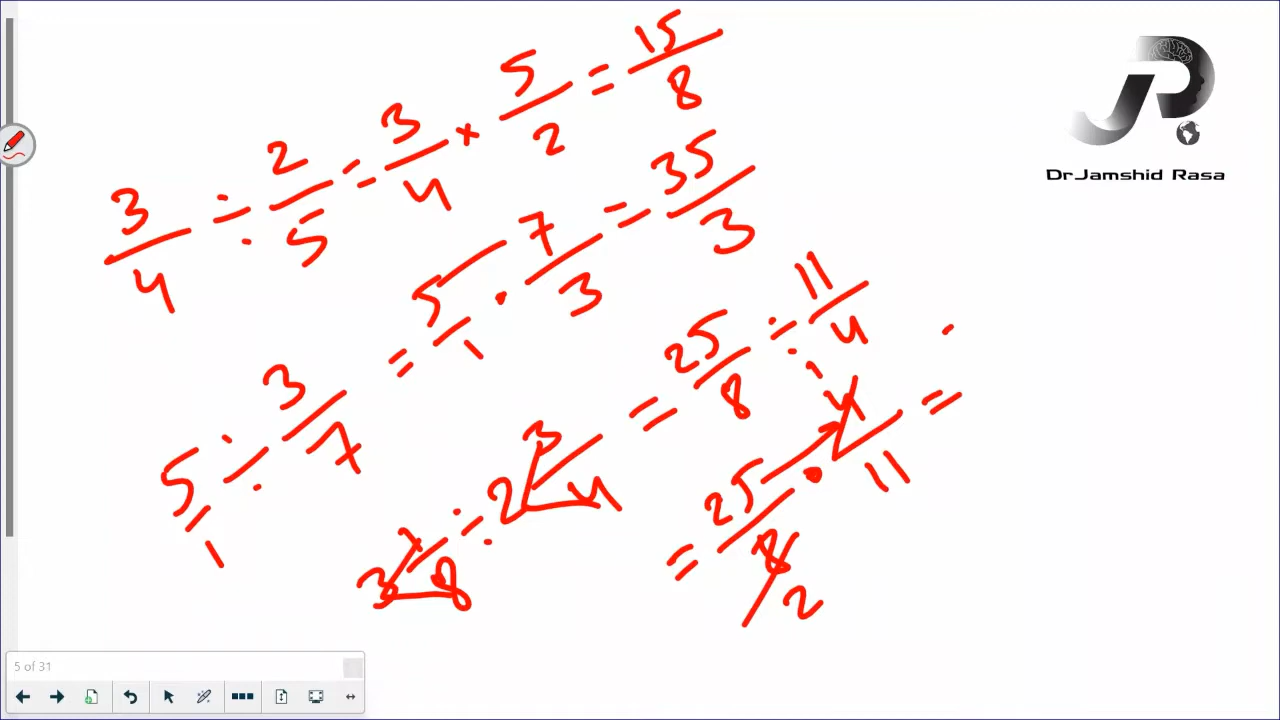 3/4 ÷ 2/5 = 3/4 × 5/2 = 15/8
5/1 ÷ 3/7 = 5/1 · 7/3 = 35/3
3 1/8 ÷ 2 3/4 = 25/8 ÷ 11/4
= 25/8 · 4/11 =
1
2
DrJamshid Rasa
5 of 31